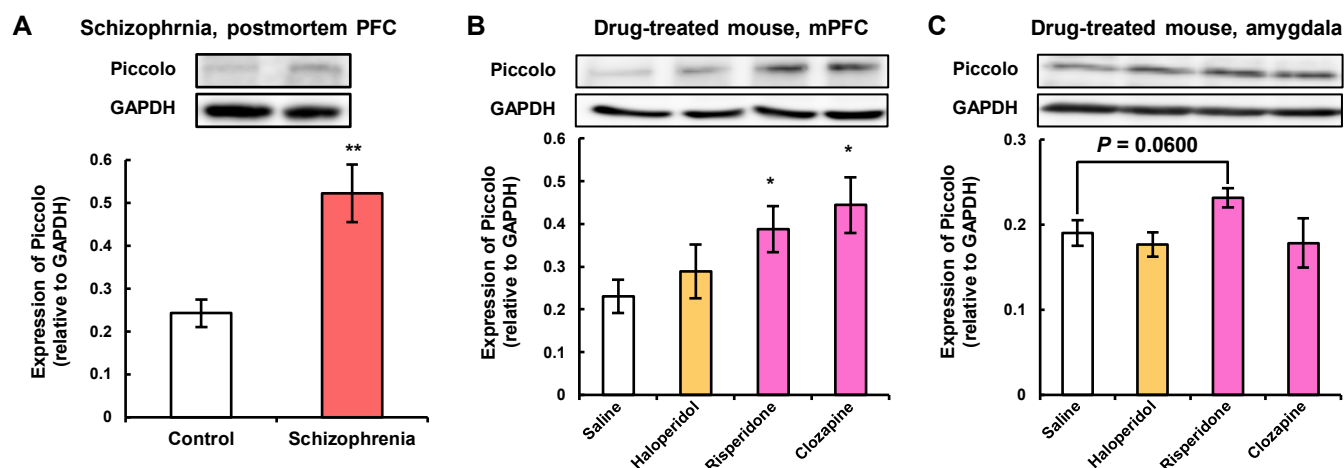 A
Schizophrnia, postmortem PFC
Piccolo
GAPDH
**
Expression of Piccolo
(relative to GAPDH)
0.6
0.5
0.4
0.3
0.2
0.1
0
Control
Schizophrenia
B
Drug-treated mouse, mPFC
Piccolo
GAPDH
*
*
Expression of Piccolo
(relative to GAPDH)
0.6
0.5
0.4
0.3
0.2
0.1
0
Saline
Haloperidol
Risperidone
Clozapine
C
Drug-treated mouse, amygdala
Piccolo
GAPDH
P = 0.0600
Expression of Piccolo
(relative to GAPDH)
0.3
0.2
0.1
0
Saline
Haloperidol
Risperidone
Clozapine